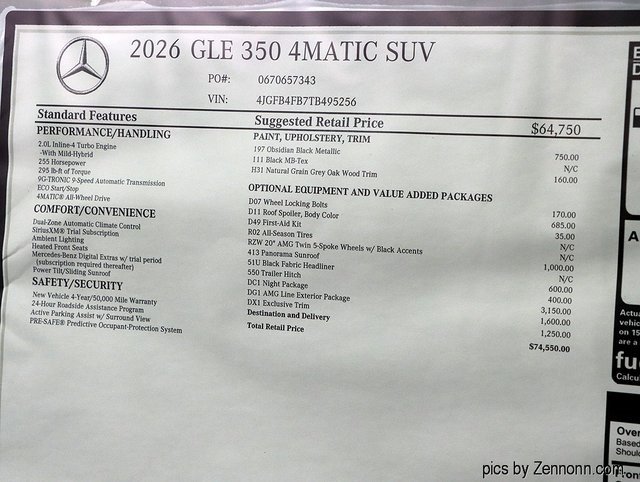 2026 GLE 350 4MATIC SUV
PO#: 0670657343
VIN: 4JGFB4FB7TB495256
Standard Features
PERFORMANCE/HANDLING
2.0L Inline-4 Turbo Engine
-With Mild-Hybrid
255 Horsepower
295 lb-ft of Torque
9G-TRONIC 9-Speed Automatic Transmission
ECO Start/Stop
4MATIC® All-Wheel Drive
COMFORT/CONVENIENCE
Dual-Zone Automatic Climate Control
SiriusXM® Trial Subscription
Ambient Lighting
Heated Front Seats
Mercedes-Benz Digital Extras w/ trial period
(subscription required thereafter)
Power Tilt/Sliding Sunroof
SAFETY/SECURITY
New Vehicle 4-Year/50,000 Mile Warranty
24-Hour Roadside Assistance Program
Active Parking Assist w/ Surround View
PRE-SAFE® Predictive Occupant-Protection System
Suggested Retail Price $64,750
PAINT, UPHOLSTERY, TRIM
197 Obsidian Black Metallic 750.00
111 Black MB-Tex N/C
H31 Natural Grain Grey Oak Wood Trim 160.00
OPTIONAL EQUIPMENT AND VALUE ADDED PACKAGES
D07 Wheel Locking Bolts 170.00
D11 Roof Spoiler, Body Color 685.00
D49 First-Aid Kit 35.00
R02 All-Season Tires N/C
RZW 20" AMG Twin 5-Spoke Wheels w/ Black Accents N/C
413 Panorama Sunroof 1,000.00
51U Black Fabric Headliner N/C
550 Trailer Hitch 600.00
DC1 Night Package 400.00
DG1 AMG Line Exterior Package 3,150.00
DX1 Exclusive Trim 1,600.00
Destination and Delivery 1,250.00
Total Retail Price $74,550.00
E
D
A
Actua
vehic
on 15
are a
fu
Calcu
Over
Based
Shoul
Fron
pics by Zennonn.com